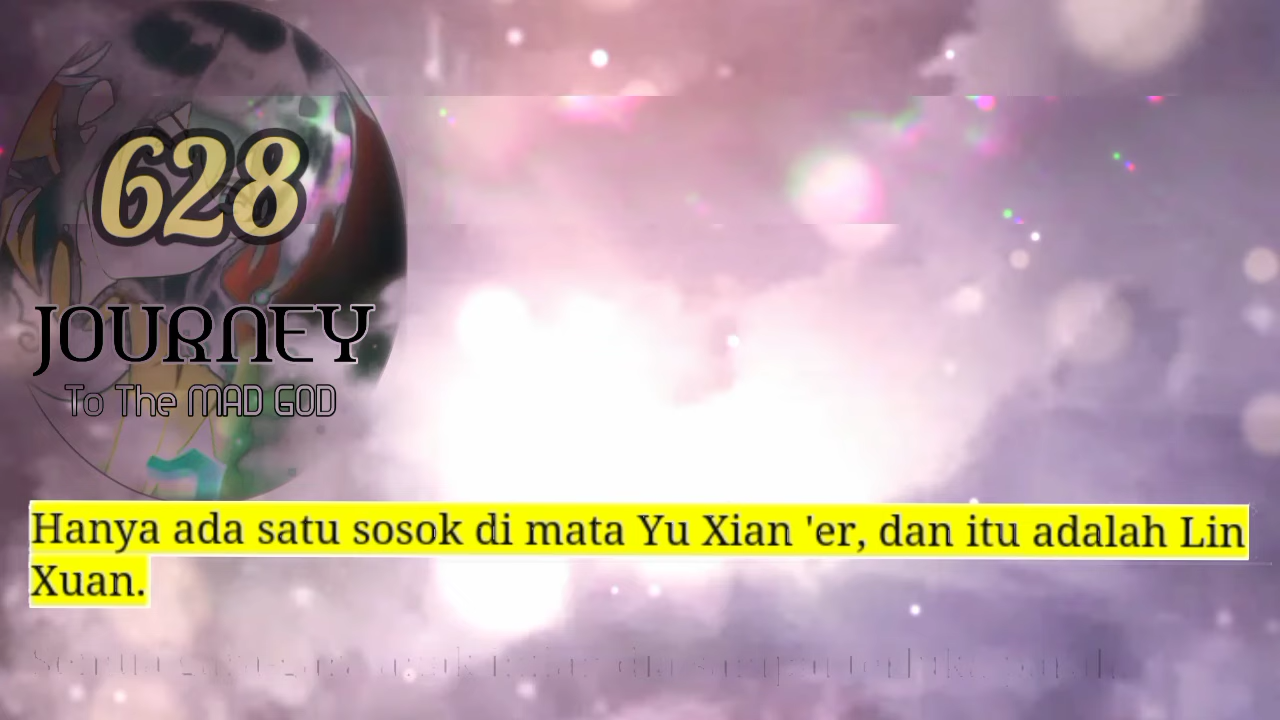 628
JOURNEY
To The MAD GOD
Hanya ada satu sosok di mata Yu Xian 'er, dan itu adalah Lin
Xuan.